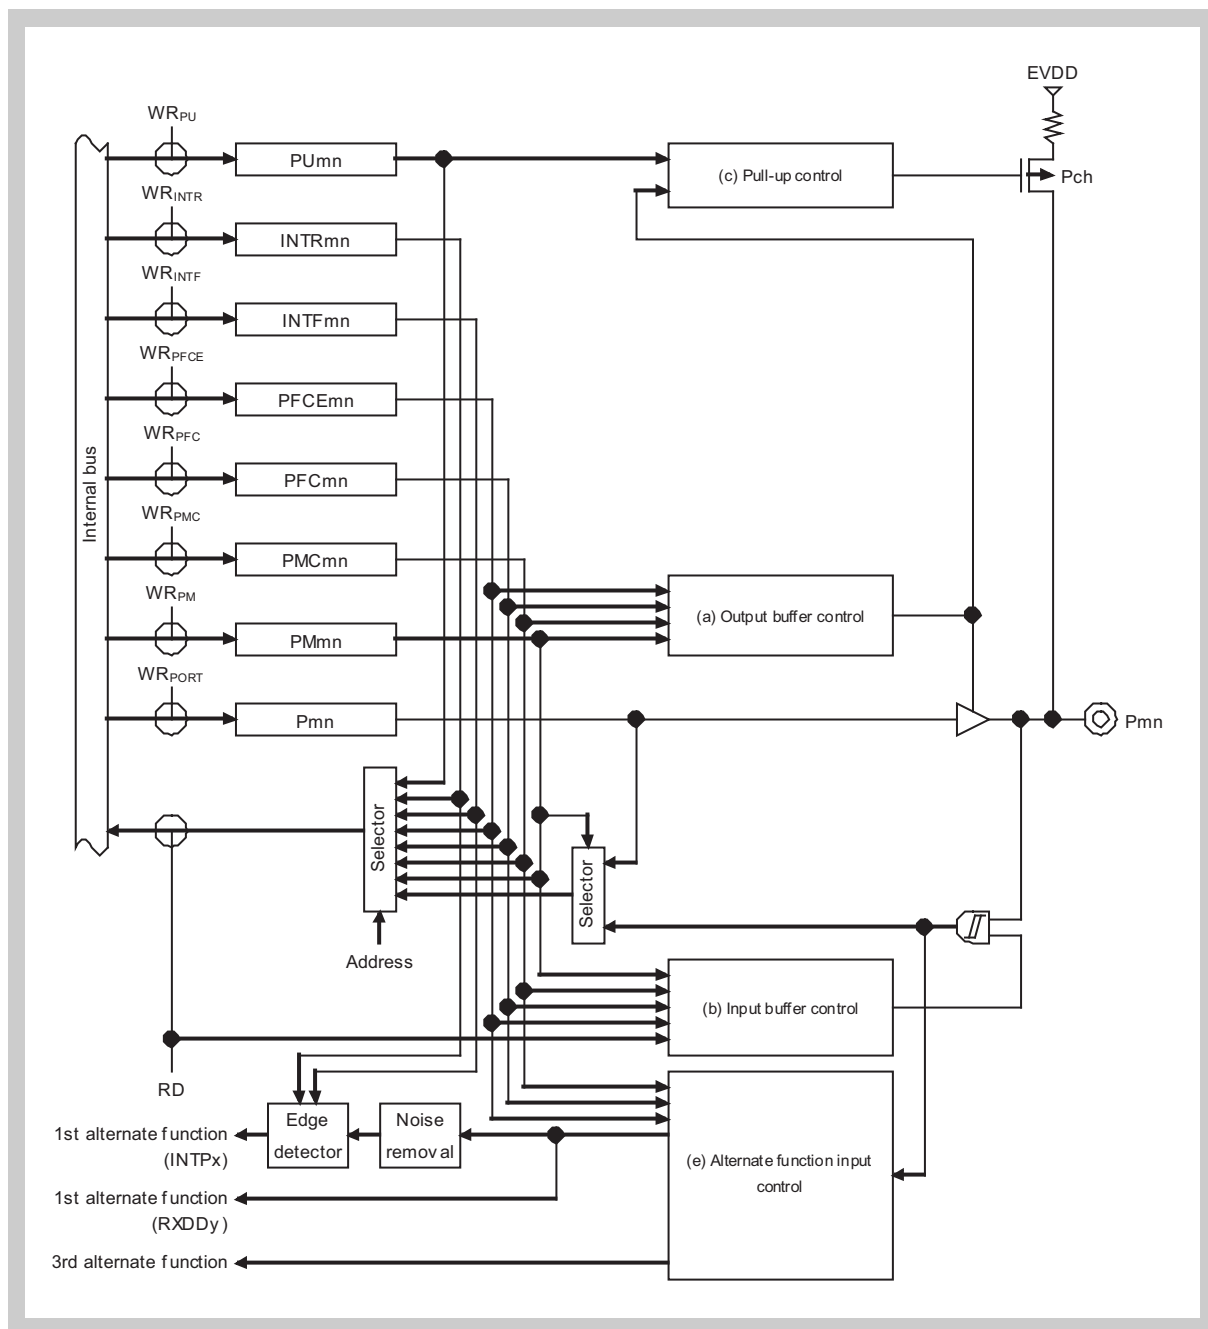 EVDD
WRPU
PUmn
(c) Pull-up control
Pch
WRINTR
INTRmn
WRINTF
INTFmn
WRPFCE
PFCEmn
WRPFC
PFCmn
Internal bus
WRPMC
PMCmn
WRPM
PMmn
(a) Output buffer control
WRPORT
Pmn
Pmn
Selector
Selector
Address
(b) Input buffer control
RD
1st alternate function
(INTPx)
Edge
detector
Noise
removal
(e) Alternate function input
control
1st alternate function
(RXDDy)
3rd alternate function